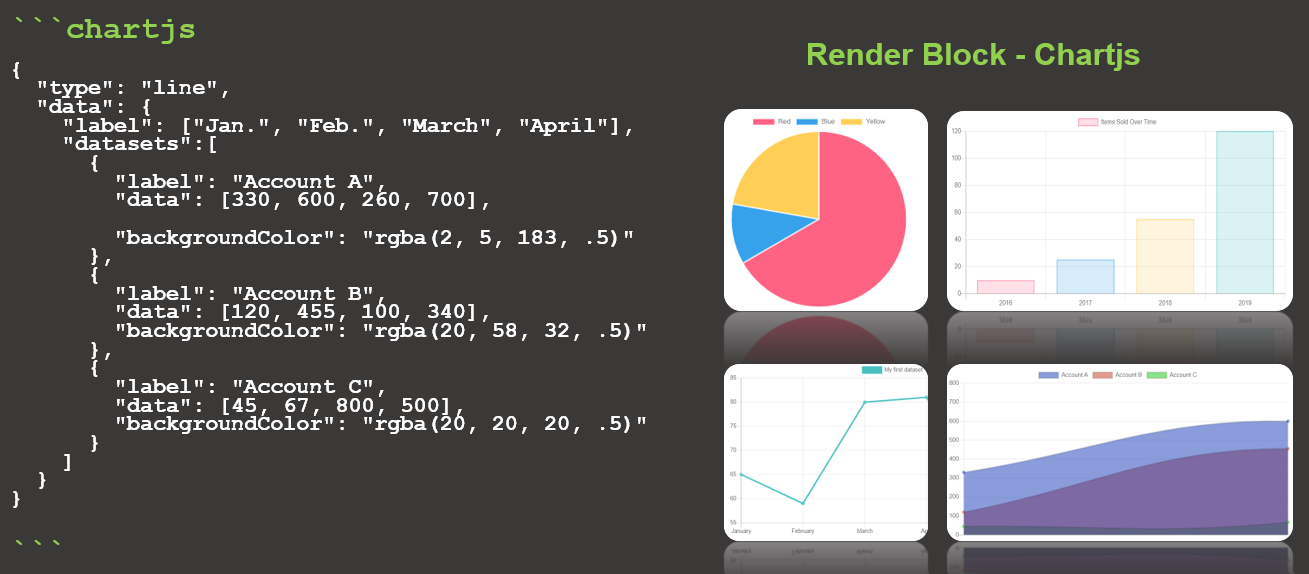 ```chartjs
{
"type": "line",
"data": {
"label": ["Jan.", "Feb.", "March", "April"],
"datasets":[
{
"label": "Account A",
"data": [330, 600, 260, 700],
"backgroundColor": "rgba(2, 5, 183, .5)"
},
{
"label": "Account B",
"data": [120, 455, 100, 340],
"backgroundColor": "rgba(20, 58, 32, .5)
},
{
"label": "Account C",
"data": [45, 67, 800, 500],
"backgroundColor": "rgba(20, 20, 20, .5)"
}
]
}
}
```
Render Block - Chartjs
Red Blue Yellow
Items Sold Over Time
120
100
80
60
40
20
0
2016 2017 2018 2019
My first dataset
85
80
75
70
65
60
55
January February March Ap
Account A Account B Account C
800
700
600
500
400
300
200
100
0